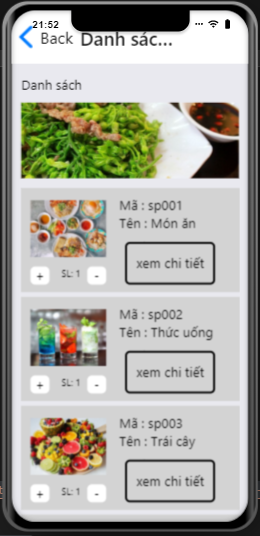 21:52
Back Danh sác...
Danh sách
Mã : sp001
Tên : Món ăn
+ SL: 1 -
xem chi tiết
Mã : sp002
Tên : Thức uống
+ SL: 1 -
xem chi tiết
Mã : sp003
Tên : Trái cây
+ SL: 1 -
xem chi tiết